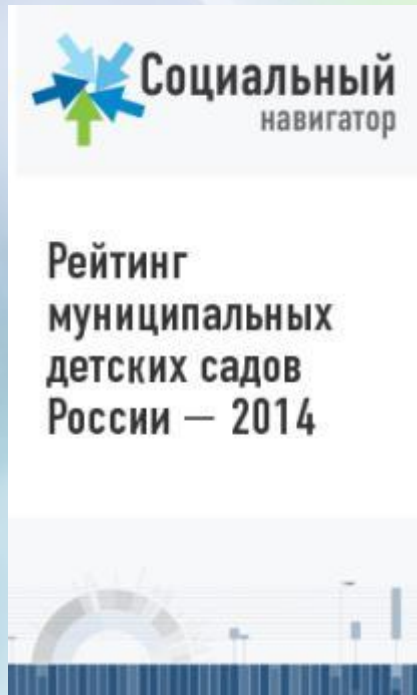 Социальный
навигатор
Рейтинг
муниципальных
детских садов
России — 2014